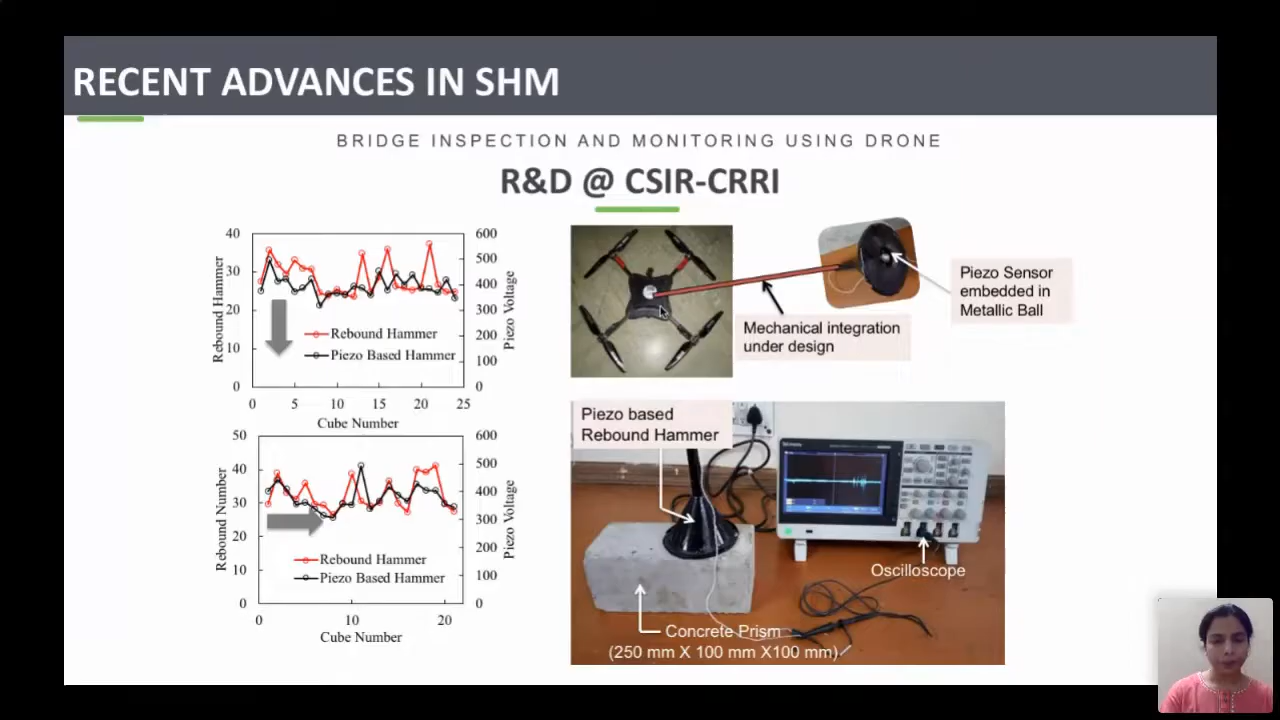 RECENT ADVANCES IN SHM
BRIDGE INSPECTION AND MONITORING USING DRONE
R&D @ CSIR-CRRI
40
30
20
10
0
Rebound Hammer
600
500
400
300
200
100
0
Piezo Voltage
Rebound Hammer
Piezo Based Hammer
0 5 10 15 20 25
Cube Number
50
40
30
20
10
0
Rebound Number
600
500
400
300
200
100
0
Piezo Voltage
Rebound Hammer
Piezo Based Hammer
0 10 20
Cube Number
Piezo Sensor
embedded in
Metallic Ball
Mechanical integration
under design
Piezo based
Rebound Hammer
Oscilloscope
Concrete Prism
(250 mm X 100 mm X100 mm)